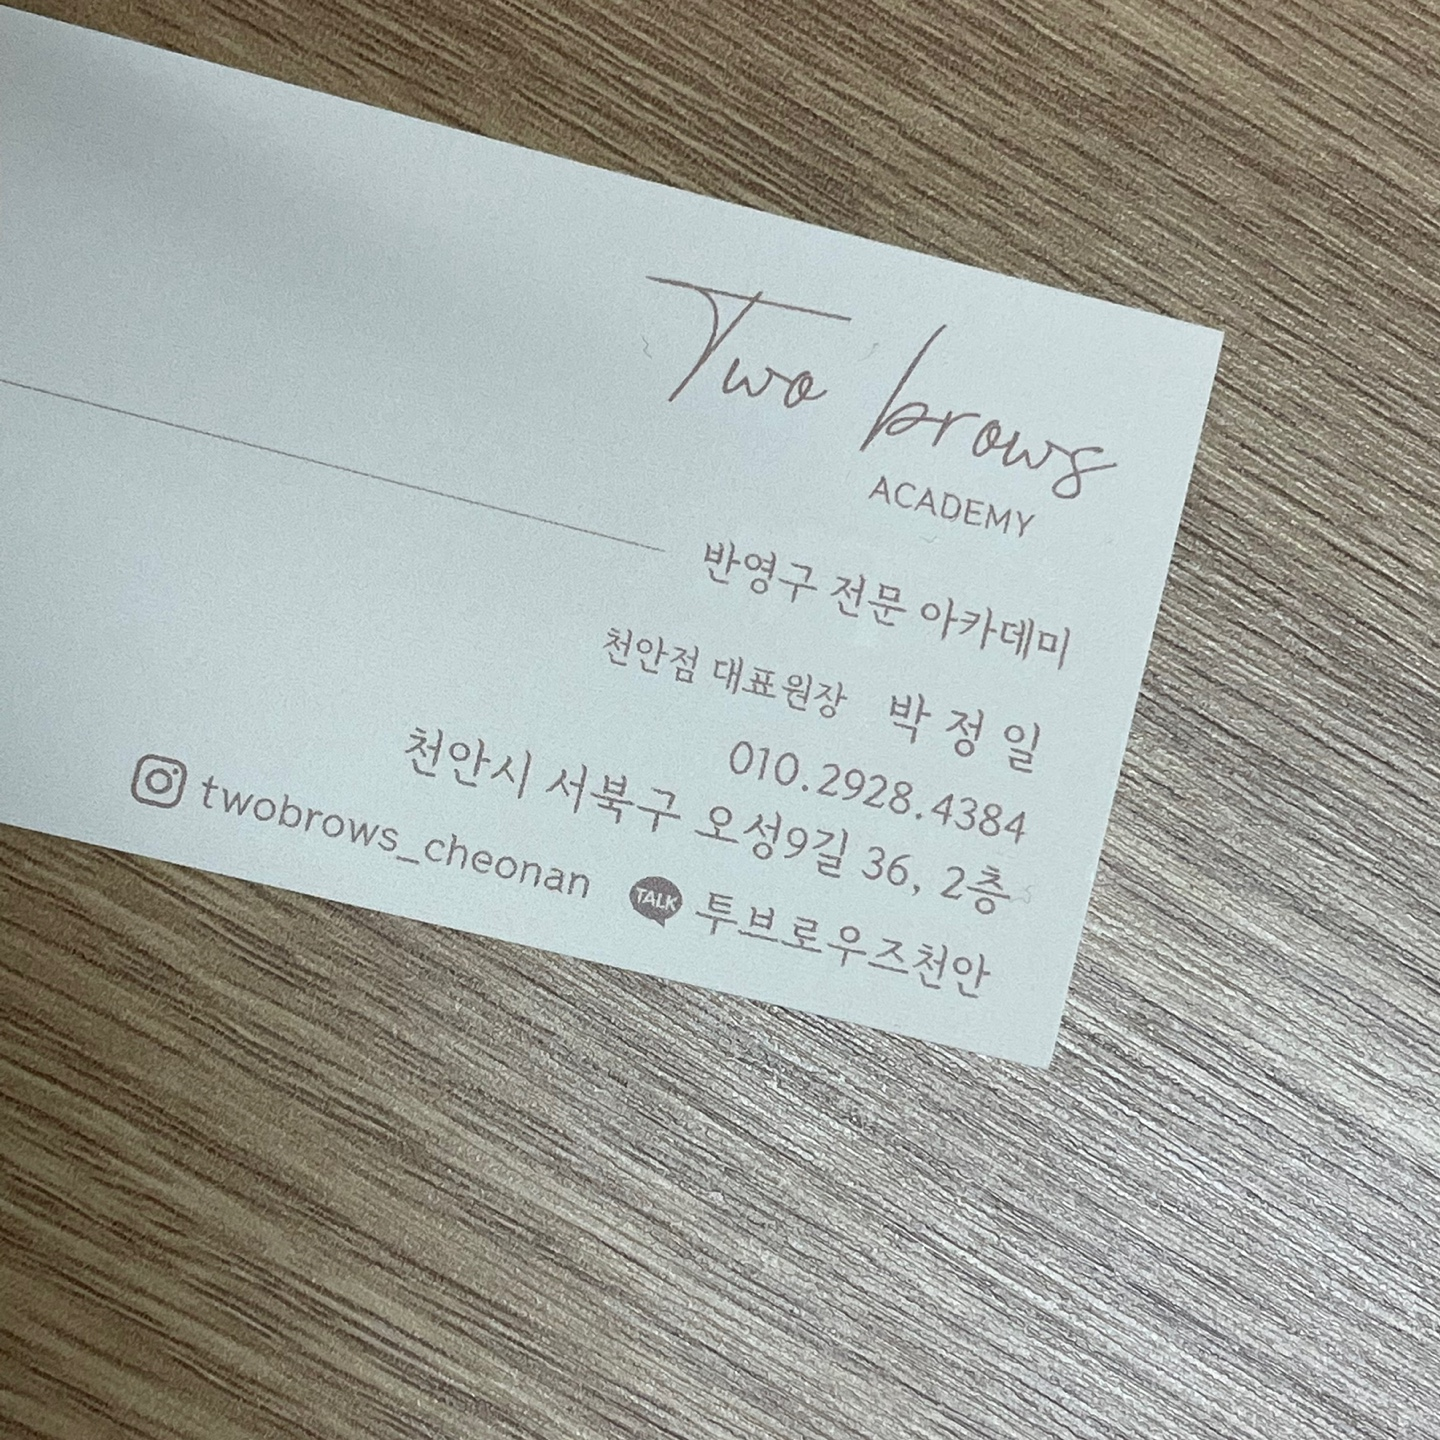 Two brows
ACADEMY
반영구 전문 아카데미
천안점 대표원장 박 정 일
010.2928.4384
천안시 서북구 오성9길 36, 2층
twobrows_cheonan TALK 투브로우즈천안